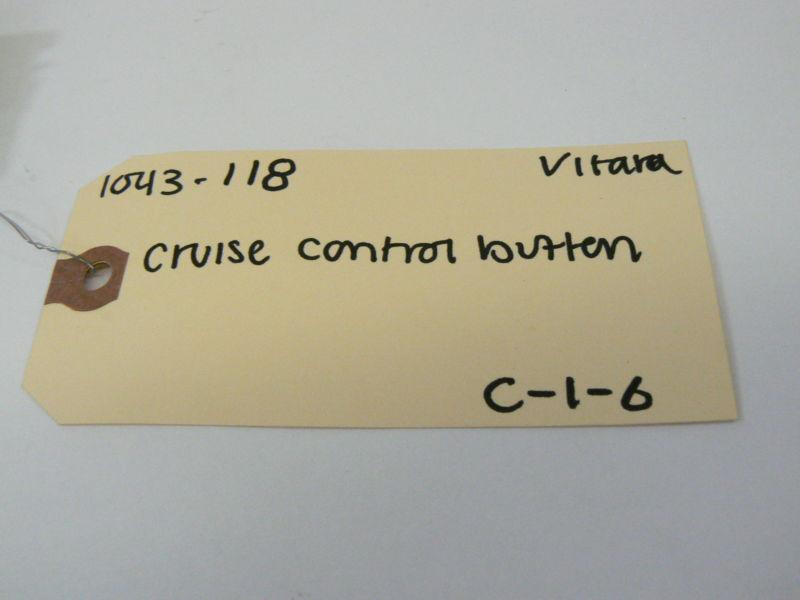 1043-118 Vitara
cruise control button
C-1-6